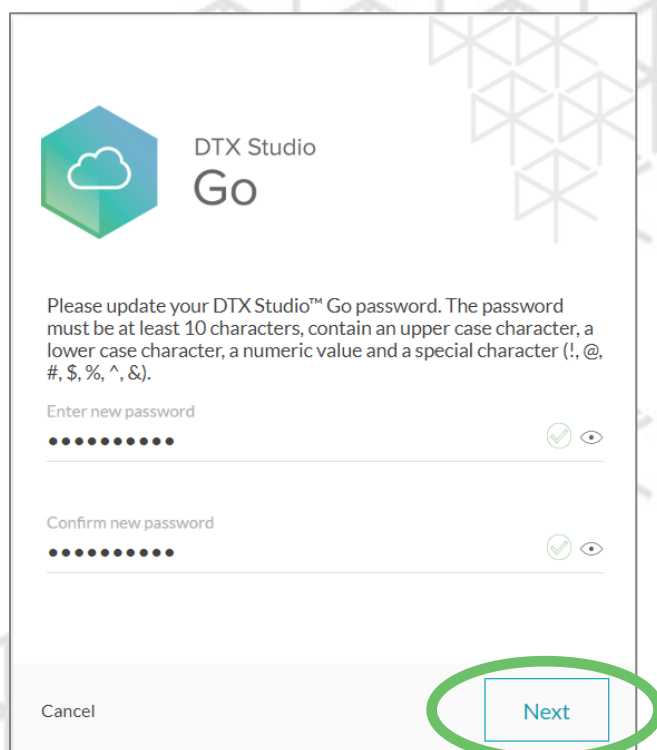 DTX Studio
Go
Please update your DTX Studio™ Go password. The password
must be at least 10 characters, contain an upper case character, a
lower case character, a numeric value and a special character (!, @,
#, $, %, ^, &).
Enter new password
••••••••••
Confirm new password
••••••••••
Cancel
Next